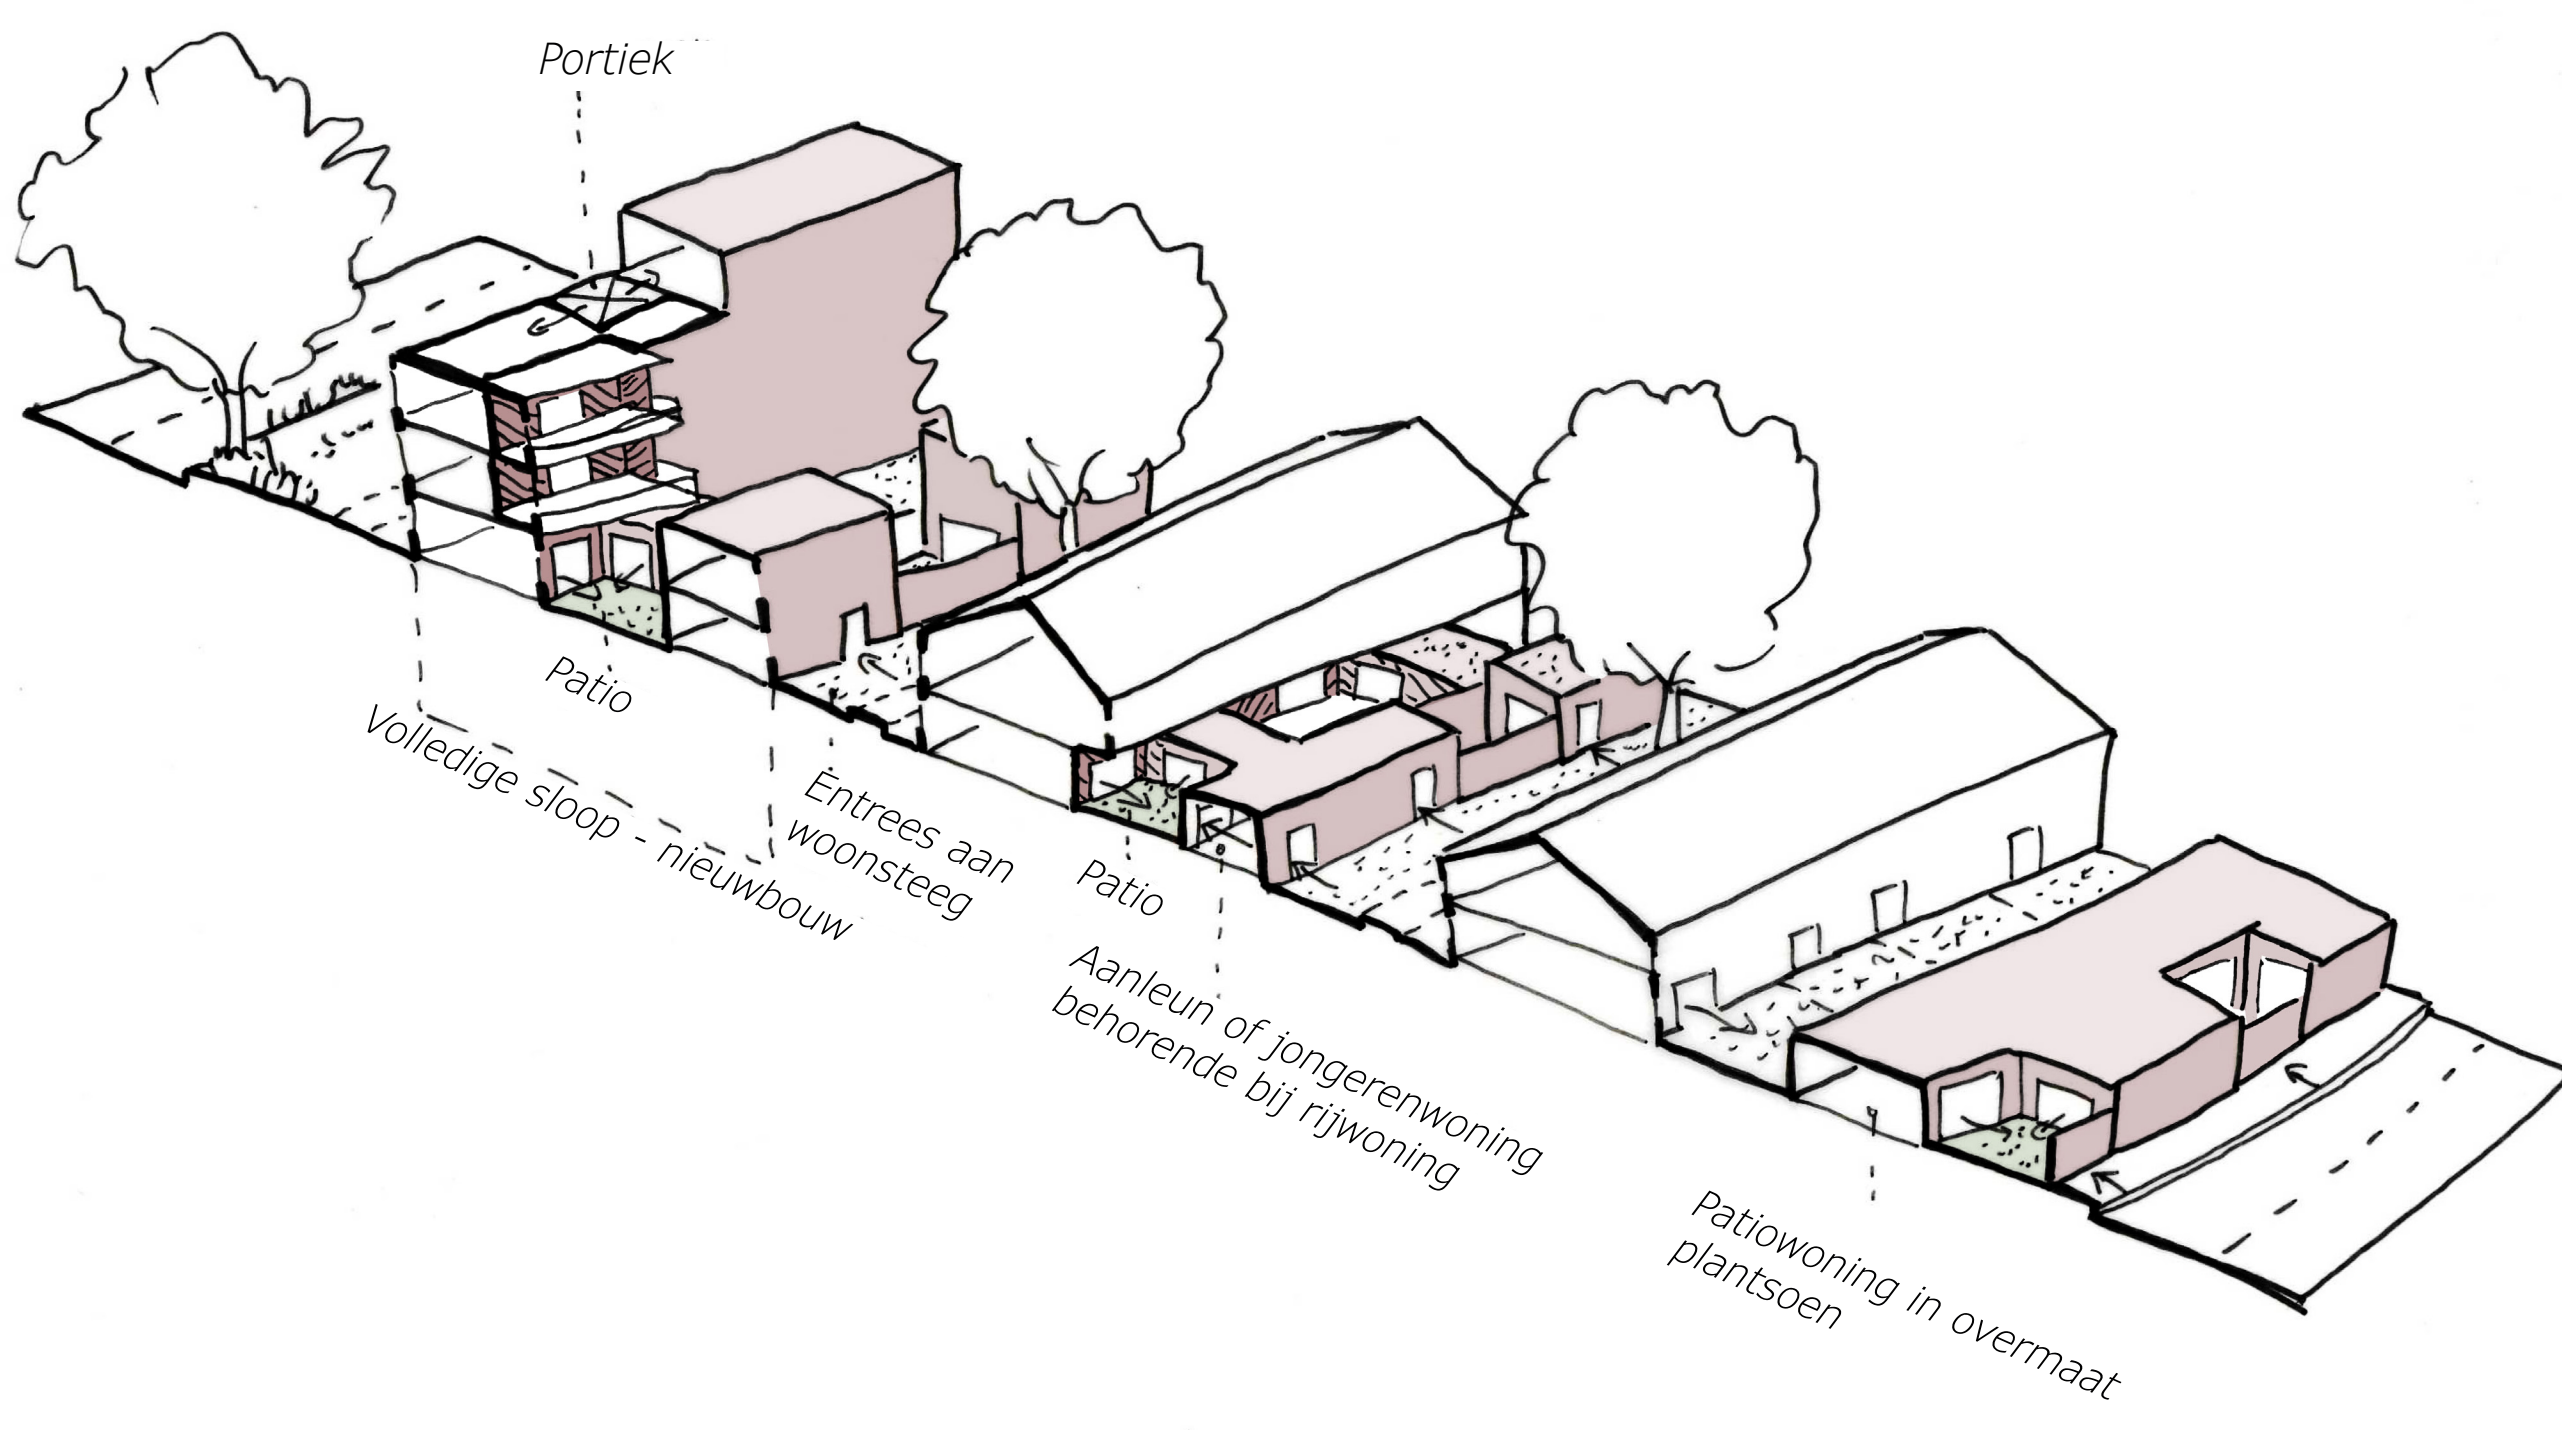 Portiek
Patio
Volledige sloop - nieuwbouw
Entrees aan
woonsteeg
Patio
Aanleun of jongerenwoning
behorende bij rijwoning
Patiowoning in overmaat
plantsoen